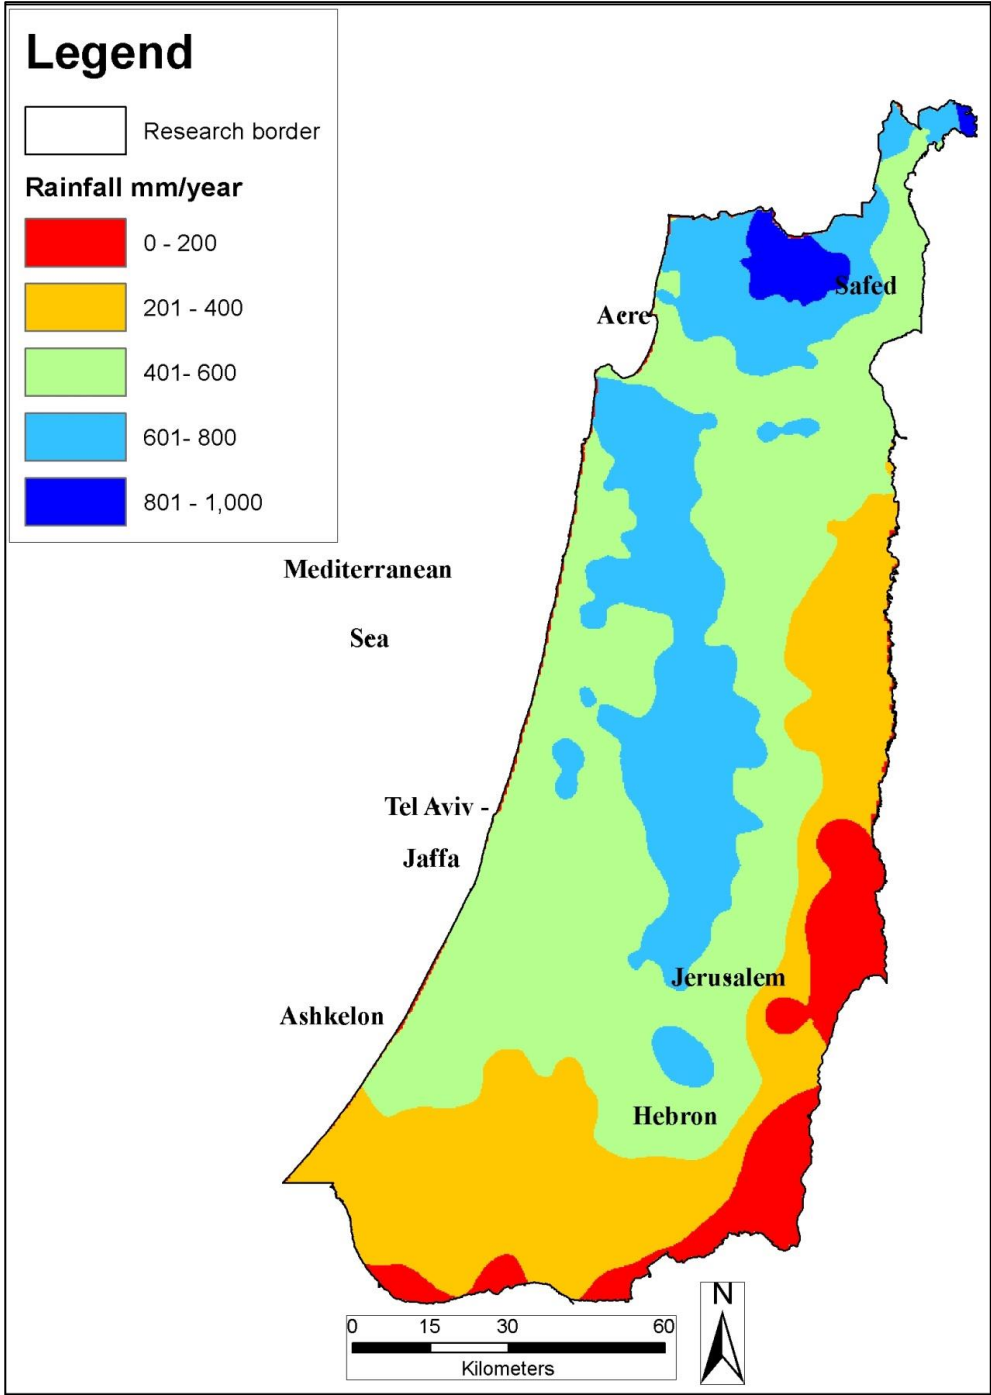 Legend
Research border
Rainfall mm/year
0 - 200
201 - 400
401- 600
601- 800
801 - 1,000
Safed
Acre
Mediterranean
Sea
Tel Aviv -
Jaffa
Jerusalem
Ashkelon
Hebron
N
0 15 30 60
Kilometers